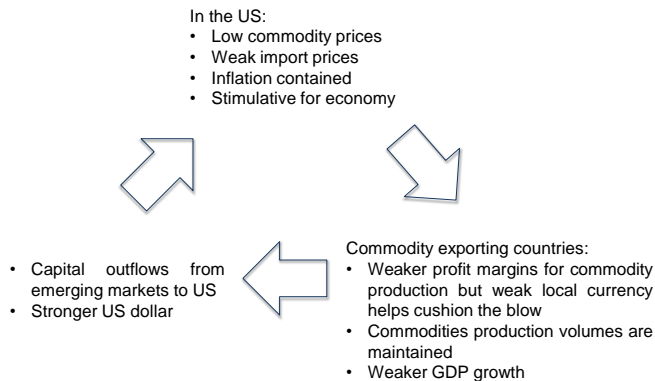 In the US:
• Low commodity prices
• Weak import prices
• Inflation contained
• Stimulative for economy
Commodity exporting countries:
• Weaker profit margins for commodity
production but weak local currency
helps cushion the blow
• Commodities production volumes are
maintained
• Weaker GDP growth
• Capital outflows from
emerging markets to US
• Stronger US dollar